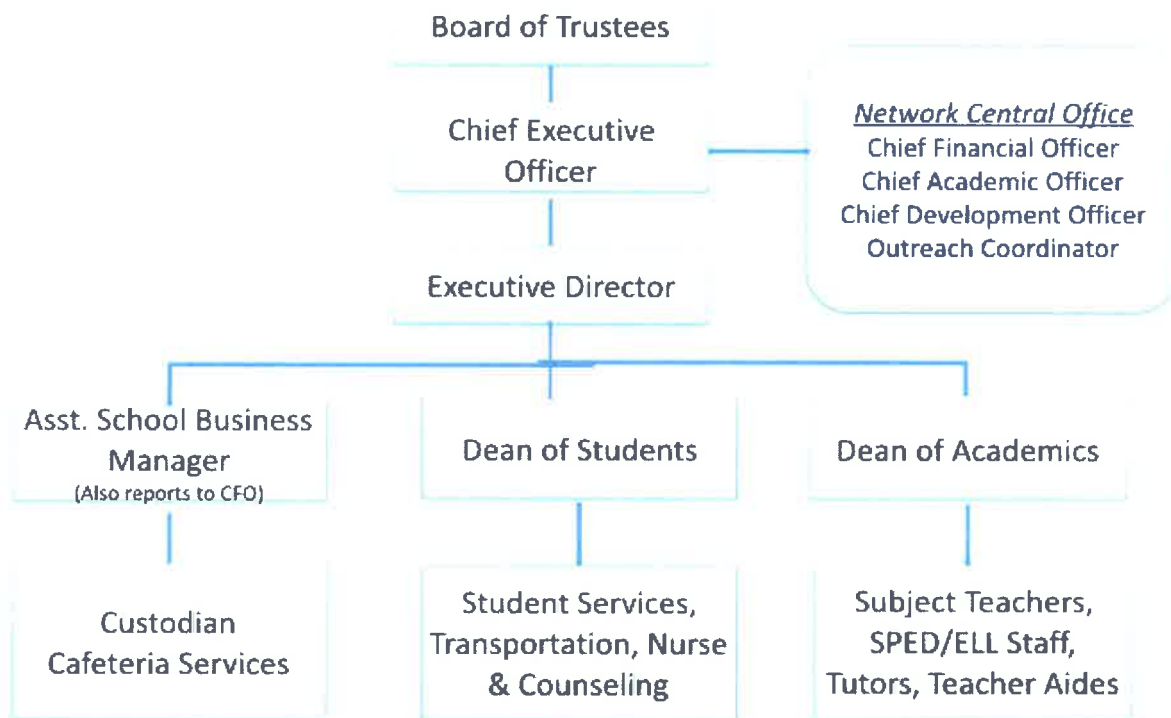 Board of Trustees
Chief Executive
Officer
Network Central Office
Chief Financial Officer
Chief Academic Officer
Chief Development Officer
Outreach Coordinator
Executive Director
Asst. School Business
Manager
(Also reports to CFO)
Dean of Students
Dean of Academics
Custodian
Cafeteria Services
Student Services,
Transportation, Nurse
& Counseling
Subject Teachers,
SPED/ELL Staff,
Tutors, Teacher Aides